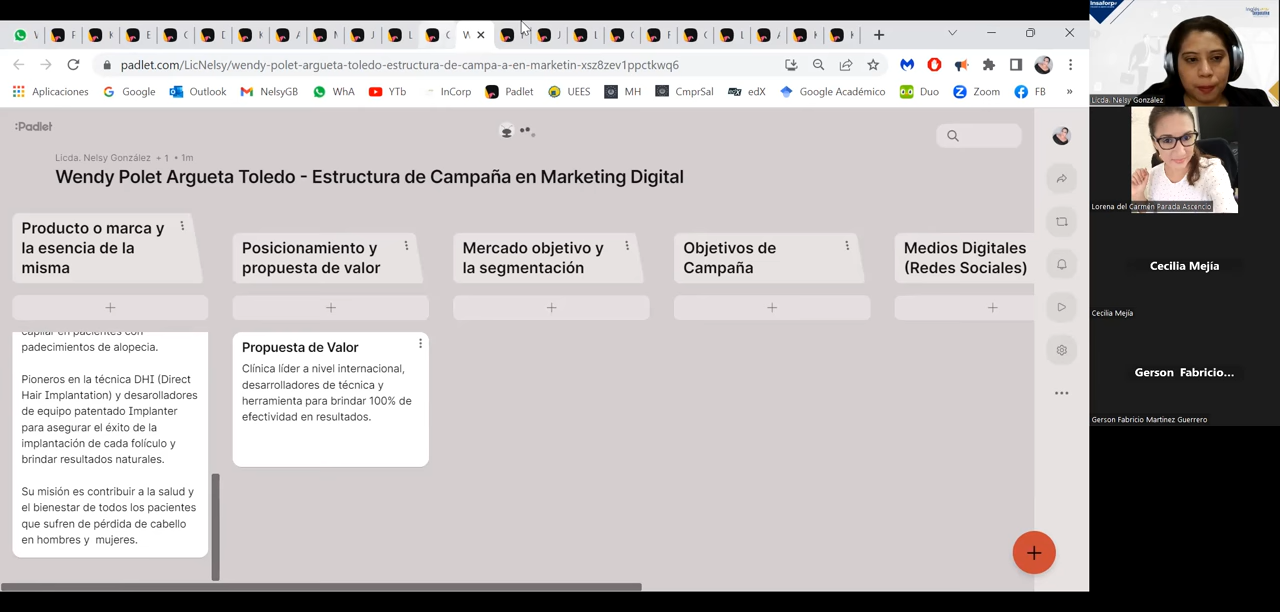 padlet.com/LicNelsy/wendy-polet-argueta-toledo-estructura-de-campa-a-en-marketin-xsz8zev1ppctkwq6
Aplicaciones Google Outlook NelsyGB WhA YTb InCorp Padlet UEES MH CmprSal edX Google Académico Duo Zoom FB »
:Padlet
Licda. Nelsy González + 1 • 1m
Wendy Polet Argueta Toledo - Estructura de Campaña en Marketing Digital
Producto o marca y
la esencia de la
misma
capilar en pacientes con
padecimientos de alopecia.
Pioneros en la técnica DHI (Direct
Hair Implantation) y desarolladores
de equipo patentado Implanter
para asegurar el éxito de la
implantación de cada folículo y
brindar resultados naturales.
Su misión es contribuir a la salud y
el bienestar de todos los pacientes
que sufren de pérdida de cabello
en hombres y mujeres.
Posicionamiento y
propuesta de valor
Propuesta de Valor
Clínica líder a nivel internacional,
desarrolladores de técnica y
herramienta para brindar 100% de
efectividad en resultados.
Mercado objetivo y
la segmentación
Objetivos de
Campaña
Medios Digitales
(Redes Sociales)
Insaforp
Licda. Nelsy González
Lorena del Carmén Parada Ascencio
Cecilia Mejía
Cecilia Mejía
Gerson Fabricio...
Gerson Fabricio Martinez Guerrero